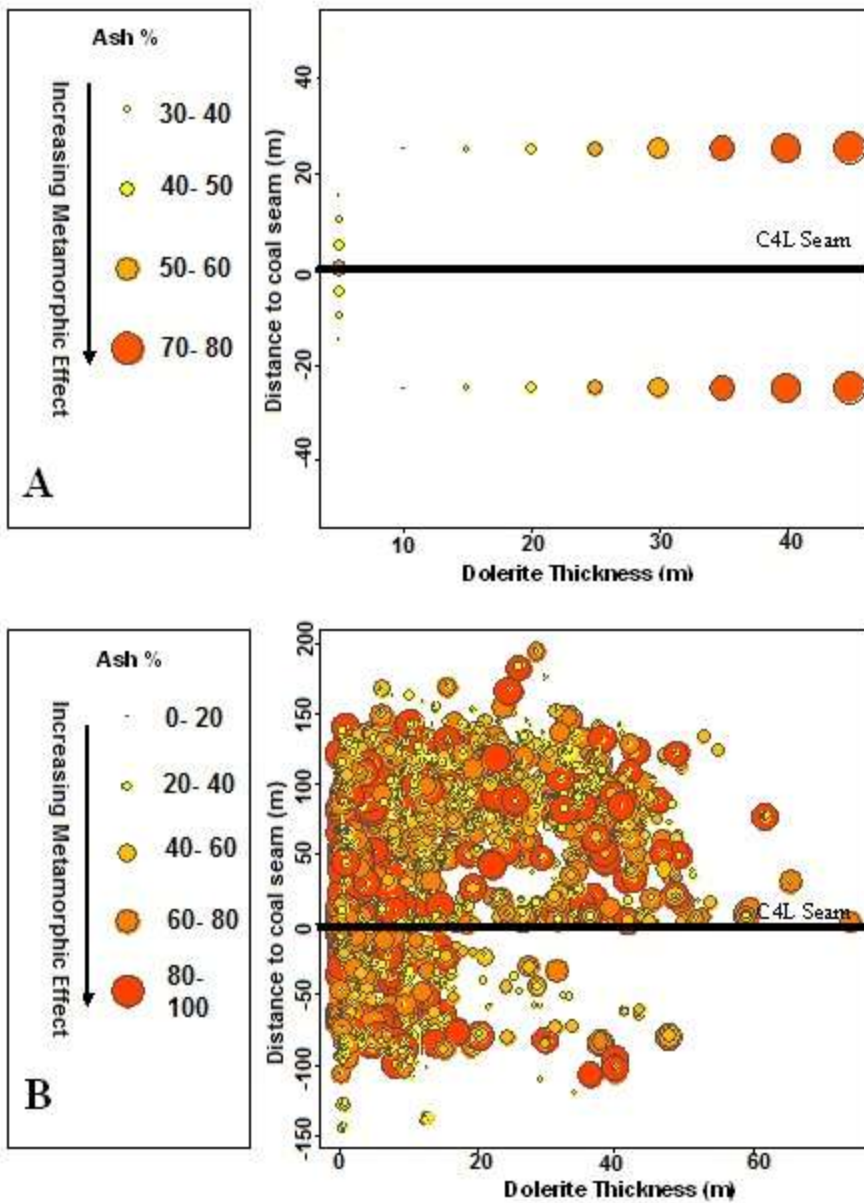 Ash %
Increasing Metamorphic Effect
30- 40
40- 50
50- 60
70- 80
A
Distance to coal seam (m)
40
20
0
-20
-40
C4L Seam
10
20
30
40
Dolerite Thickness (m)
Ash %
Increasing Metamorphic Effect
0- 20
20- 40
40- 60
60- 80
80-
100
B
Distance to coal seam (m)
200
150
100
50
0
-50
-100
-150
C4L Seam
0
20
40
60
Dolerite Thickness (m)